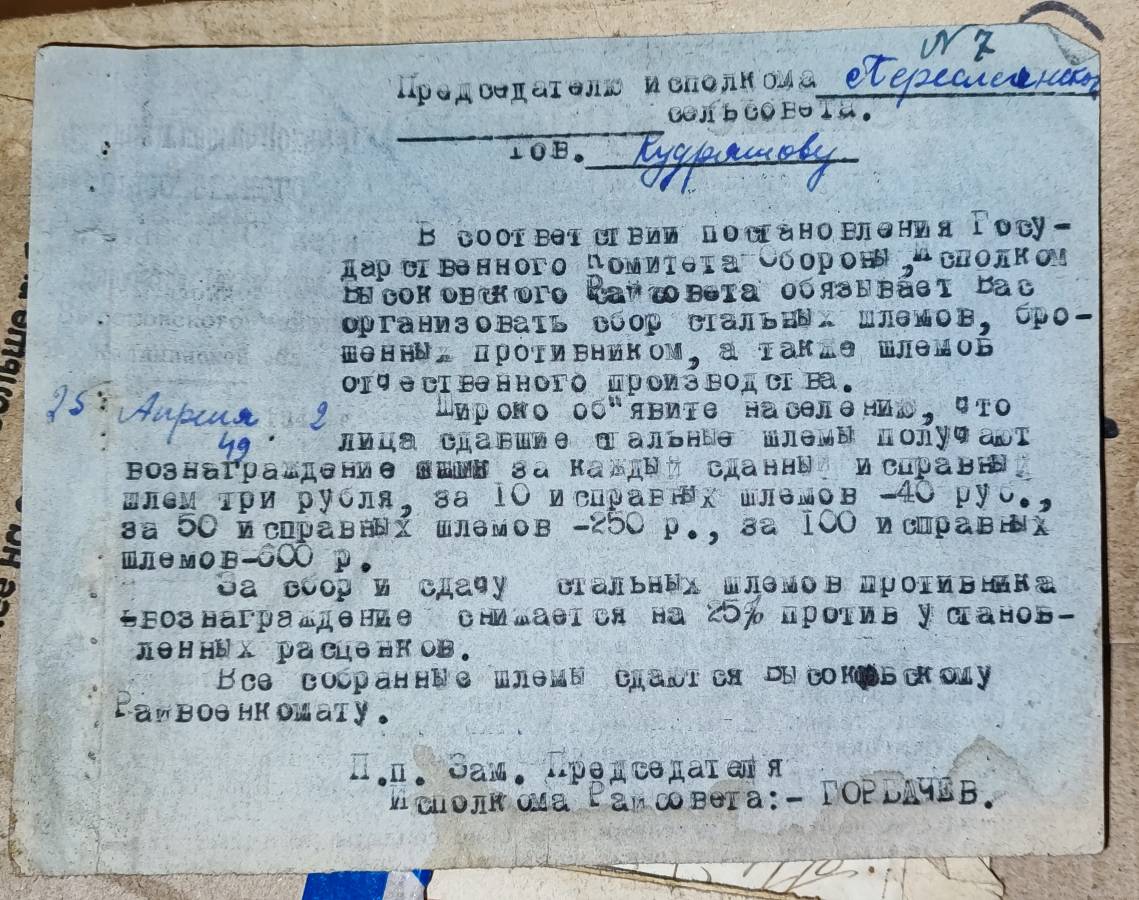 N 7
Председателю исполкома
сельсовета.
тов. Кудряшову
В соответствии постановления Госу-
дарственного Комитета Обороны, Исполком
Высоковского Райсовета обязывает Вас
организовать сбор стальных шлемов, бро-
шенных противником, а также шлемов
отчественного производства.
25 Апреля 2
49
Широко об"явите населению, что
лица сдавшие стальные шлемы получают
вознаграждение за каждый сданный исправный
шлем три рубля, за 10 исправных шлемов -40 руб.,
за 50 исправных шлемов -250 р., за 100 исправных
шлемов-600 р.
За сбор и сдачу стальных шлемов противника
вознаграждение снижается на 25% против установ-
ленных расценков.
Все собранные шлемы сдаются Высоковскому
Райвоенкомату.
П.п. Зам. Председателя
Исполкома Райсовета:- ГОРБАЧЕВ.